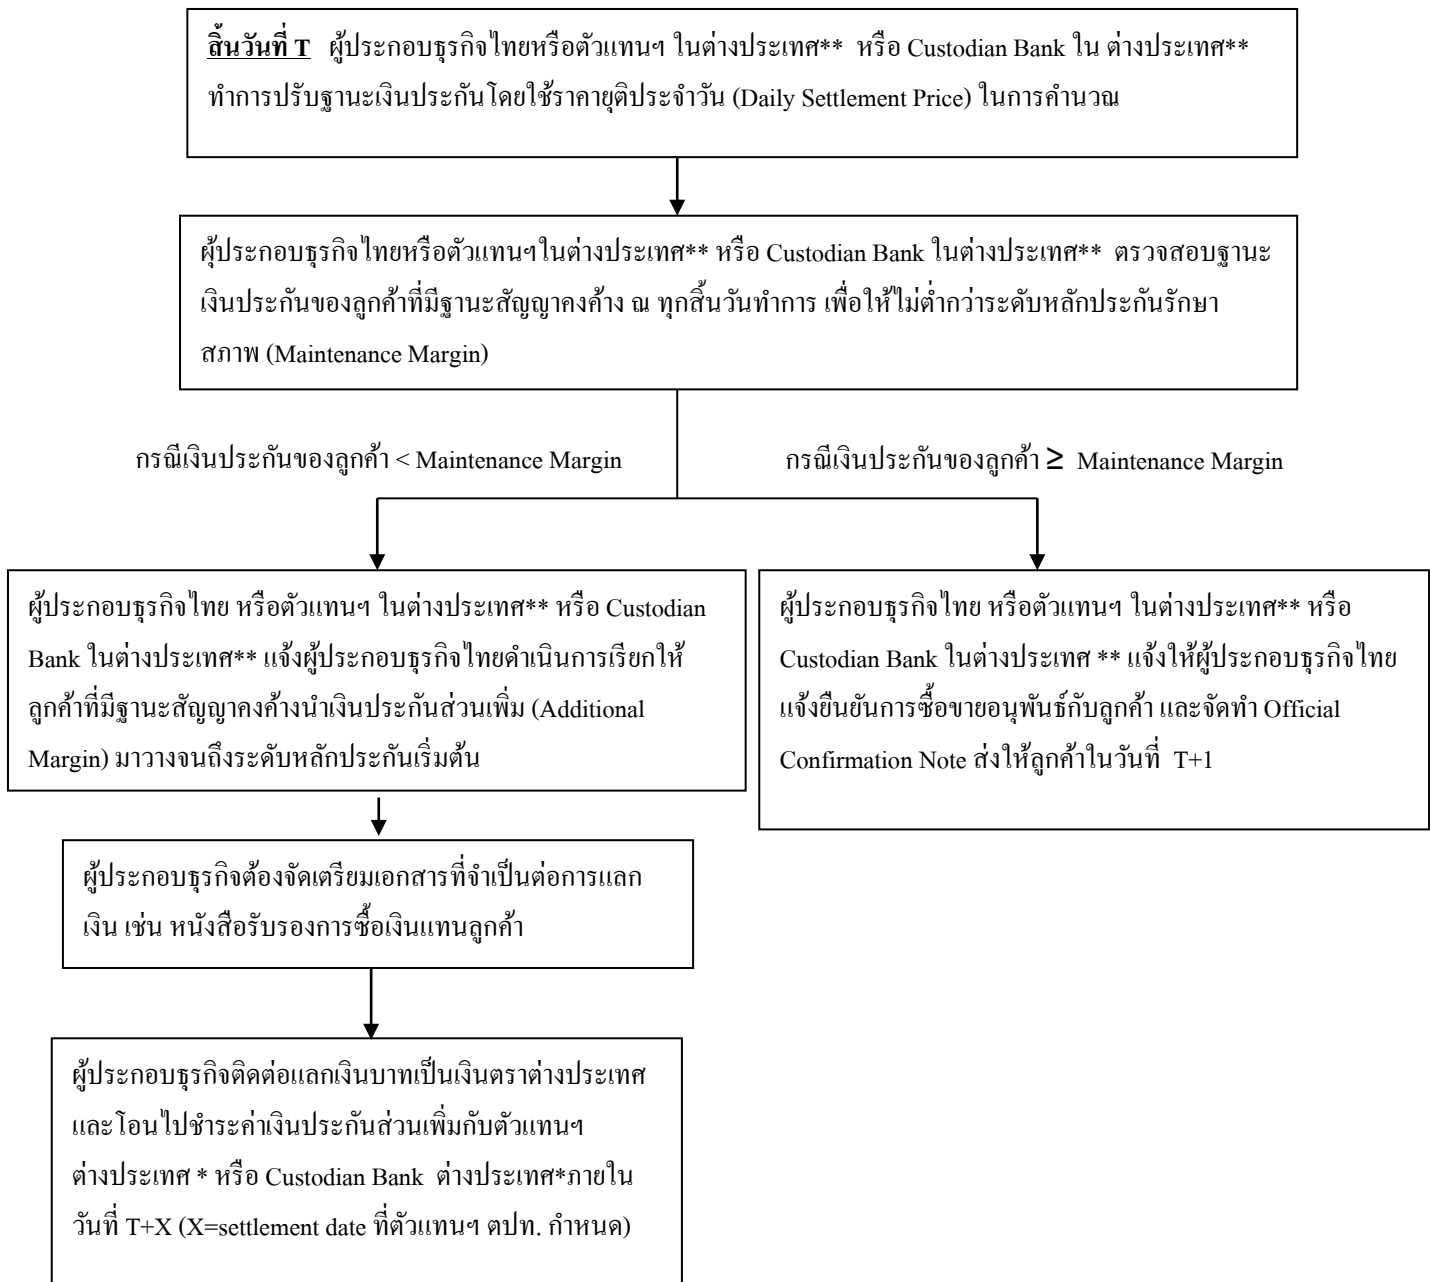 สิ้นวันที่ T ผู้ประกอบธุรกิจไทยหรือตัวแทนฯ ในต่างประเทศ** หรือ Custodian Bank ใน ต่างประเทศ**
ทำการปรับฐานะเงินประกันโดยใช้ราคายุติประจำวัน (Daily Settlement Price) ในการคำนวณ
ผุ้ประกอบธุรกิจไทยหรือตัวแทนฯในต่างประเทศ** หรือ Custodian Bank ในต่างประเทศ** ตรวจสอบฐานะ
เงินประกันของลูกค้าที่มีฐานะสัญญาคงค้าง ณ ทุกสิ้นวันทำการ เพื่อให้ไม่ต่ำกว่าระดับหลักประกันรักษา
สภาพ (Maintenance Margin)
กรณีเงินประกันของลูกค้า < Maintenance Margin
กรณีเงินประกันของลูกค้า ≥ Maintenance Margin
ผู้ประกอบธุรกิจไทย หรือตัวแทนฯ ในต่างประเทศ** หรือ Custodian
Bank ในต่างประเทศ** แจ้งผู้ประกอบธุรกิจไทยดำเนินการเรียกให้
ลูกค้าที่มีฐานะสัญญาคงค้างนำเงินประกันส่วนเพิ่ม (Additional
Margin) มาวางจนถึงระดับหลักประกันเริ่มต้น
ผู้ประกอบธุรกิจไทย หรือตัวแทนฯ ในต่างประเทศ** หรือ
Custodian Bank ในต่างประเทศ ** แจ้งให้ผู้ประกอบธุรกิจไทย
แจ้งยืนยันการซื้อขายอนุพันธ์กับลูกค้า และจัดทำ Official
Confirmation Note ส่งให้ลูกค้าในวันที่ T+1
ผู้ประกอบธุรกิจต้องจัดเตรียมเอกสารที่จำเป็นต่อการแลก
เงิน เช่น หนังสือรับรองการซื้อเงินแทนลูกค้า
ผู้ประกอบธุรกิจติดต่อแลกเงินบาทเป็นเงินตราต่างประเทศ
และโอนไปชำระค่าเงินประกันส่วนเพิ่มกับตัวแทนฯ
ต่างประเทศ * หรือ Custodian Bank ต่างประเทศ*ภายใน
วันที่ T+X (X=settlement date ที่ตัวแทนฯ ตปท. กำหนด)